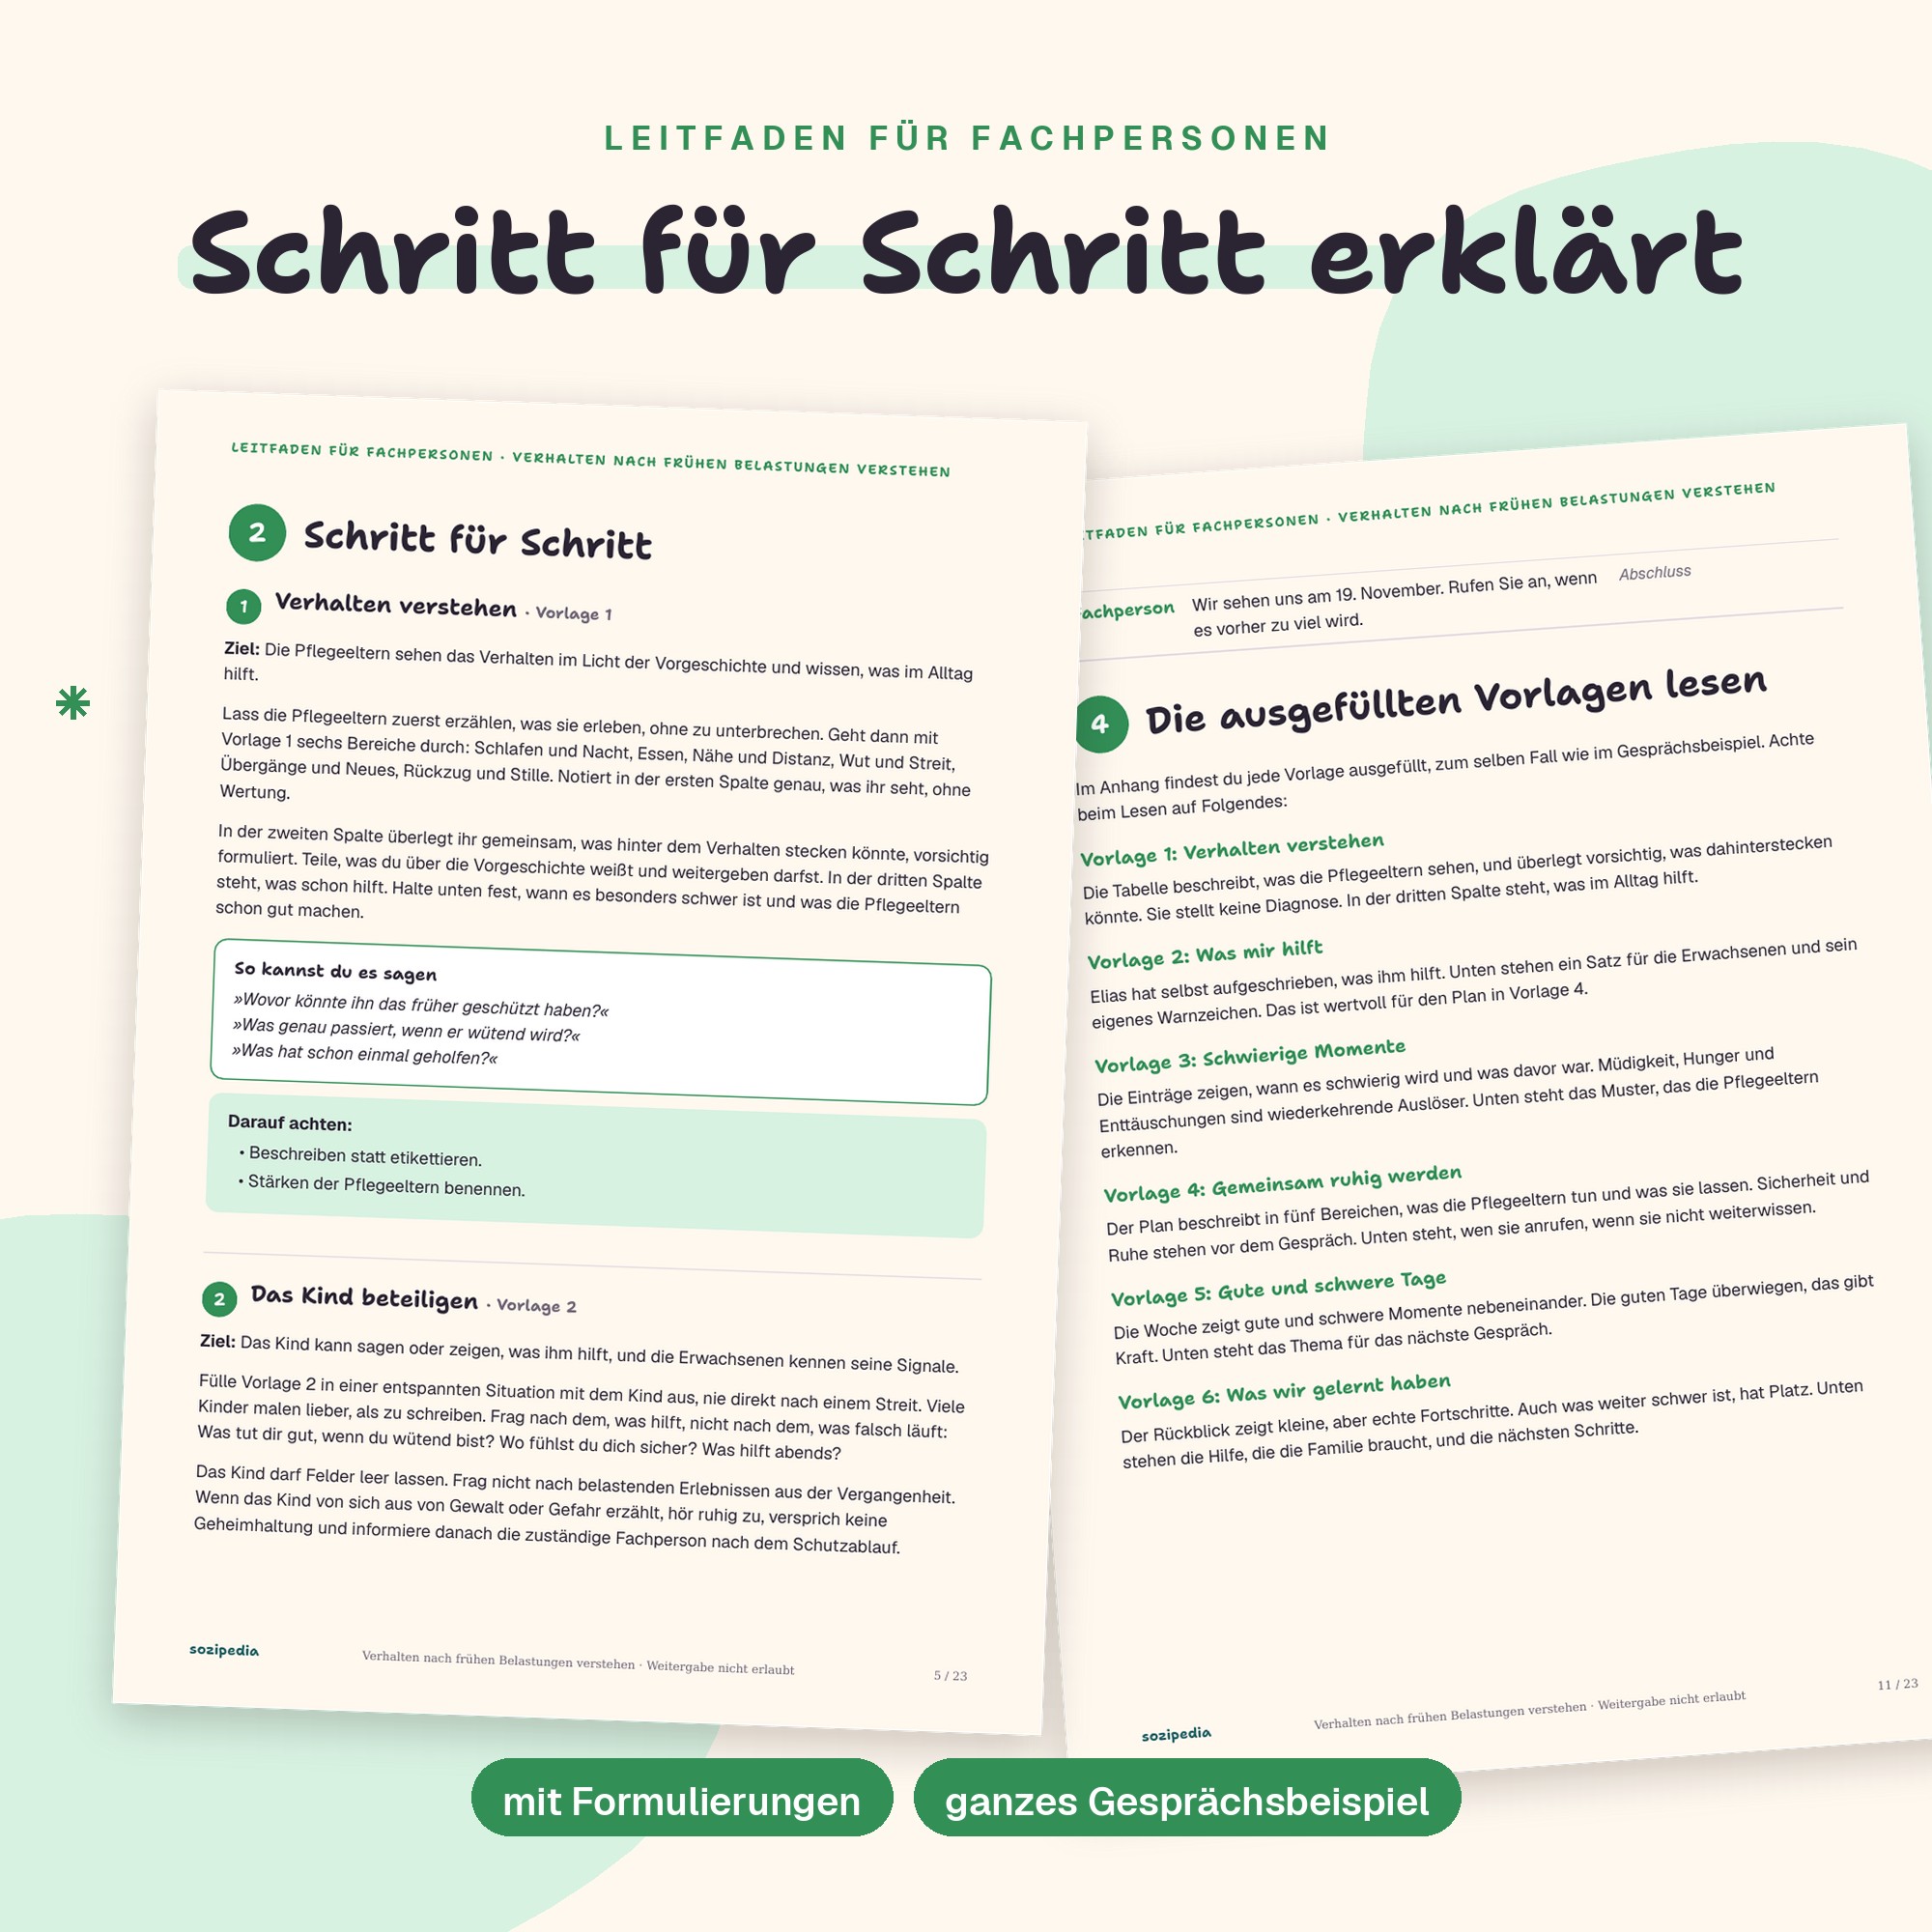 LEITFADEN FÜR FACHPERSONEN
Schritt für Schritt erklärt
LEITFADEN FÜR FACHPERSONEN · VERHALTEN NACH FRÜHEN BELASTUNGEN VERSTEHEN
2 Schritt für Schritt
1 Verhalten verstehen · Vorlage 1
Ziel: Die Pflegeeltern sehen das Verhalten im Licht der Vorgeschichte und wissen, was im Alltag
hilft.
Lass die Pflegeeltern zuerst erzählen, was sie erleben, ohne zu unterbrechen. Geht dann mit
Vorlage 1 sechs Bereiche durch: Schlafen und Nacht, Essen, Nähe und Distanz, Wut und Streit,
Übergänge und Neues, Rückzug und Stille. Notiert in der ersten Spalte genau, was ihr seht, ohne
Wertung.
In der zweiten Spalte überlegt ihr gemeinsam, was hinter dem Verhalten stecken könnte, vorsichtig
formuliert. Teile, was du über die Vorgeschichte weißt und weitergeben darfst. In der dritten Spalte
steht, was schon hilft. Halte unten fest, wann es besonders schwer ist und was die Pflegeeltern
schon gut machen.
So kannst du es sagen
»Wovor könnte ihn das früher geschützt haben?«
»Was genau passiert, wenn er wütend wird?«
»Was hat schon einmal geholfen?«
Darauf achten:
• Beschreiben statt etikettieren.
• Stärken der Pflegeeltern benennen.
2 Das Kind beteiligen · Vorlage 2
Ziel: Das Kind kann sagen oder zeigen, was ihm hilft, und die Erwachsenen kennen seine Signale.
Fülle Vorlage 2 in einer entspannten Situation mit dem Kind aus, nie direkt nach einem Streit. Viele
Kinder malen lieber, als zu schreiben. Frag nach dem, was hilft, nicht nach dem, was falsch läuft:
Was tut dir gut, wenn du wütend bist? Wo fühlst du dich sicher? Was hilft abends?
Das Kind darf Felder leer lassen. Frag nicht nach belastenden Erlebnissen aus der Vergangenheit.
Wenn das Kind von sich aus von Gewalt oder Gefahr erzählt, hör ruhig zu, versprich keine
Geheimhaltung und informiere danach die zuständige Fachperson nach dem Schutzablauf.
sozipedia
Verhalten nach frühen Belastungen verstehen · Weitergabe nicht erlaubt
5 / 23
TFADEN FÜR FACHPERSONEN · VERHALTEN NACH FRÜHEN BELASTUNGEN VERSTEHEN
achperson Wir sehen uns am 19. November. Rufen Sie an, wenn Abschluss
es vorher zu viel wird.
4 Die ausgefüllten Vorlagen lesen
Im Anhang findest du jede Vorlage ausgefüllt, zum selben Fall wie im Gesprächsbeispiel. Achte
beim Lesen auf Folgendes:
Vorlage 1: Verhalten verstehen
Die Tabelle beschreibt, was die Pflegeeltern sehen, und überlegt vorsichtig, was dahinterstecken
könnte. Sie stellt keine Diagnose. In der dritten Spalte steht, was im Alltag hilft.
Vorlage 2: Was mir hilft
Elias hat selbst aufgeschrieben, was ihm hilft. Unten stehen ein Satz für die Erwachsenen und sein
eigenes Warnzeichen. Das ist wertvoll für den Plan in Vorlage 4.
Vorlage 3: Schwierige Momente
Die Einträge zeigen, wann es schwierig wird und was davor war. Müdigkeit, Hunger und
Enttäuschungen sind wiederkehrende Auslöser. Unten steht das Muster, das die Pflegeeltern
erkennen.
Vorlage 4: Gemeinsam ruhig werden
Der Plan beschreibt in fünf Bereichen, was die Pflegeeltern tun und was sie lassen. Sicherheit und
Ruhe stehen vor dem Gespräch. Unten steht, wen sie anrufen, wenn sie nicht weiterwissen.
Vorlage 5: Gute und schwere Tage
Die Woche zeigt gute und schwere Momente nebeneinander. Die guten Tage überwiegen, das gibt
Kraft. Unten steht das Thema für das nächste Gespräch.
Vorlage 6: Was wir gelernt haben
Der Rückblick zeigt kleine, aber echte Fortschritte. Auch was weiter schwer ist, hat Platz. Unten
stehen die Hilfe, die die Familie braucht, und die nächsten Schritte.
sozipedia
Verhalten nach frühen Belastungen verstehen · Weitergabe nicht erlaubt
11 / 23
mit Formulierungen
ganzes Gesprächsbeispiel